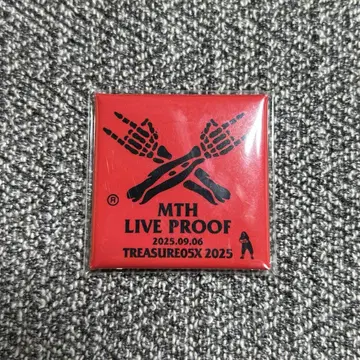 ®
MTH
LIVE PROOF
2025.09.06
TREASURE05X 2025